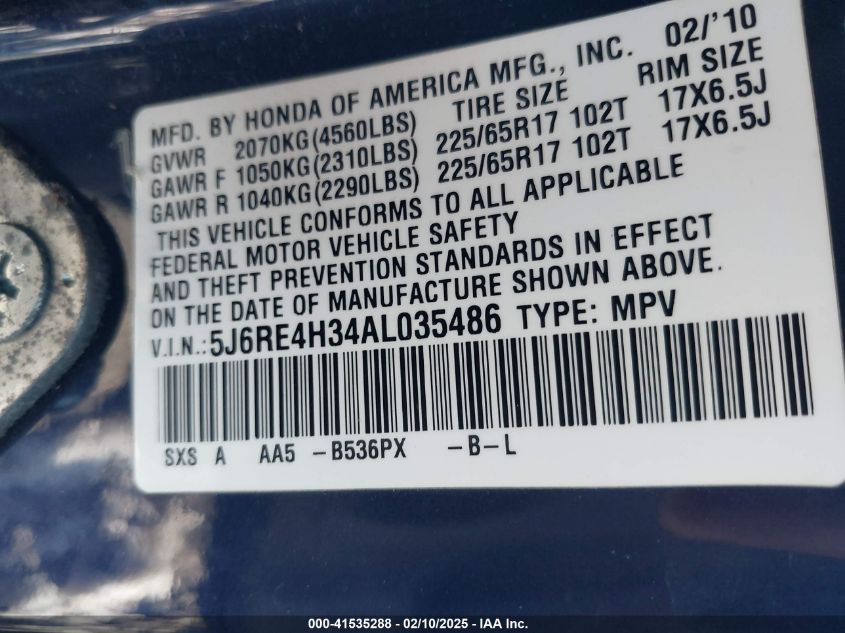 MFD. BY HONDA OF AMERICA MFG., INC. 02/'10
GVWR 2070KG(4560LBS) TIRE SIZE RIM SIZE
GAWR F 1050KG(2310LBS) 225/65R17 102T 17X6.5J
GAWR R 1040KG(2290LBS) 225/65R17 102T 17X6.5J
THIS VEHICLE CONFORMS TO ALL APPLICABLE
FEDERAL MOTOR VEHICLE SAFETY
AND THEFT PREVENTION STANDARDS IN EFFECT
ON THE DATE OF MANUFACTURE SHOWN ABOVE.
V.I.N.: 5J6RE4H34AL035486 TYPE: MPV
SXS A AA5 -B536PX -B-L
000-41535288 - 02/10/2025 - IAA Inc.